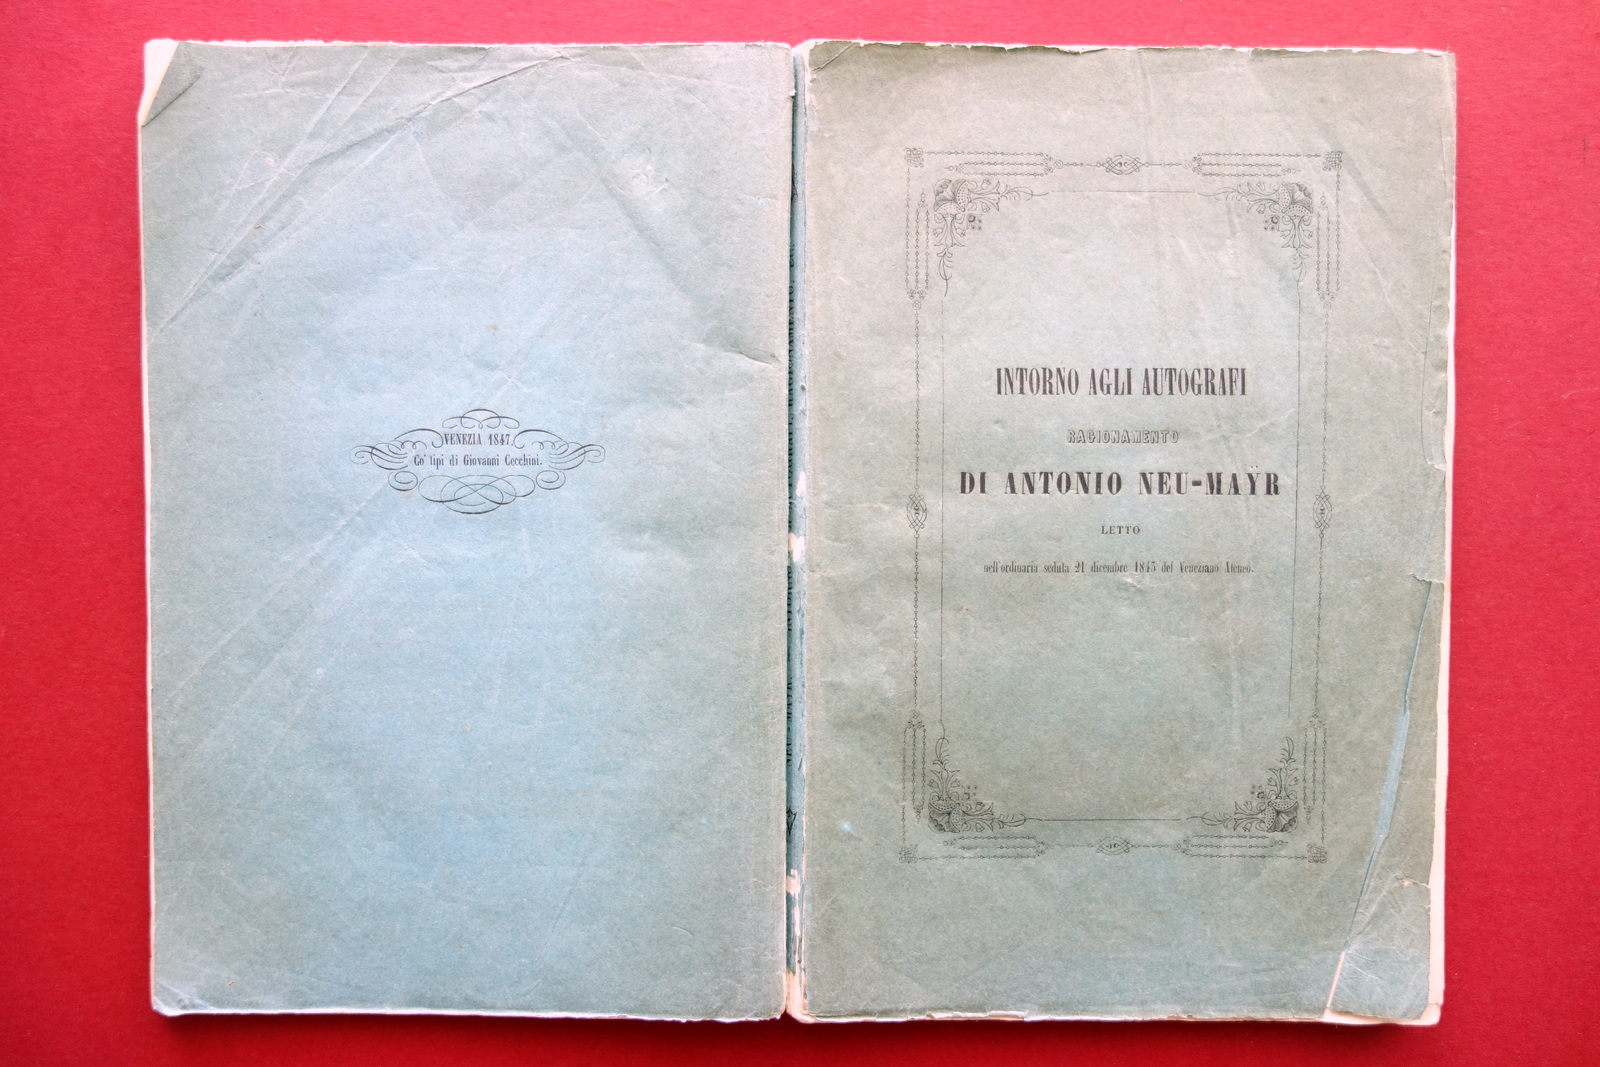 VENEZIA 1847.
Co' tipi di Giovanni Cecchini.
INTORNO AGLI AUTOGRAFI
RAGIONAMENTO
DI ANTONIO NEU-MAŸR
LETTO
nell'ordinaria seduta 21 dicembre 1843 del Veneziano Ateneo.